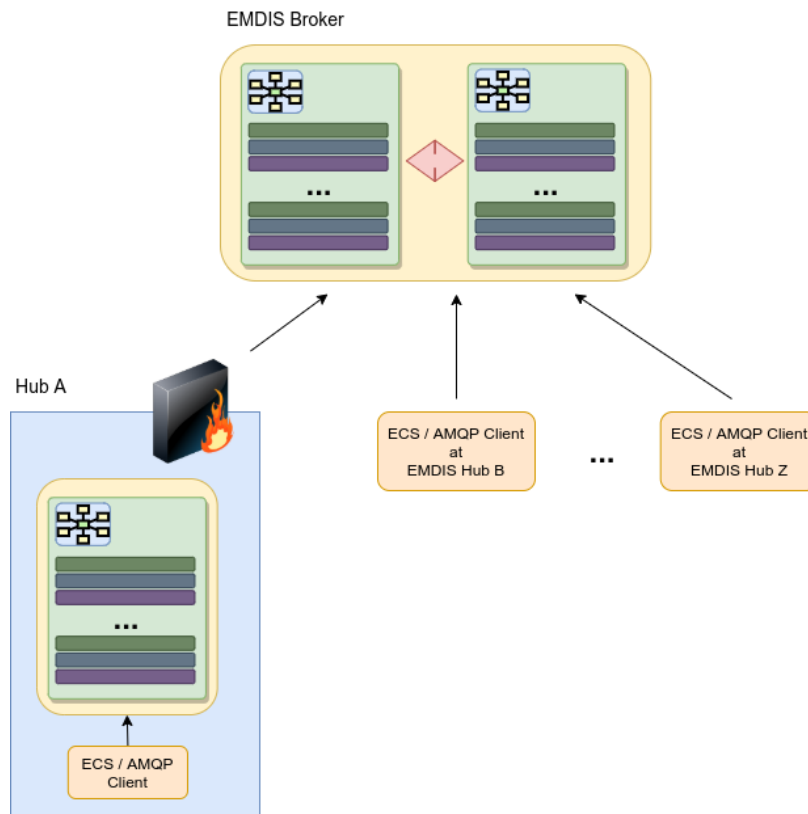 EMDIS Broker
...
...
Hub A
ECS / AMQP Client
at
EMDIS Hub B
...
ECS / AMQP Client
at
EMDIS Hub Z
...
ECS / AMQP
Client